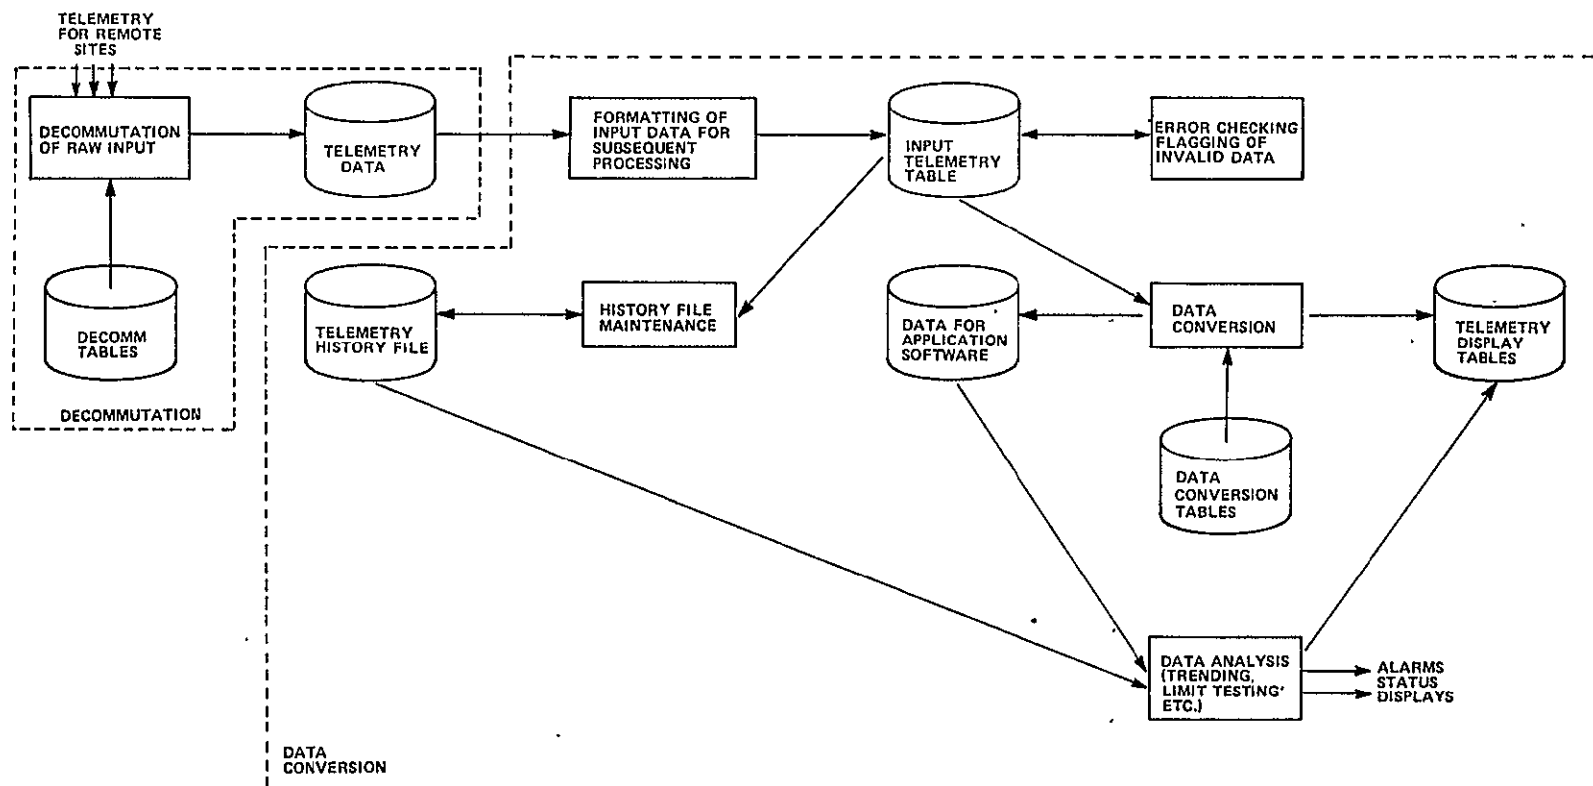 TELEMETRY
FOR REMOTE
SITES
DECOMMUTATION
OF RAW INPUT
TELEMETRY
DATA
FORMATTING OF
INPUT DATA FOR
SUBSEQUENT
PROCESSING
INPUT
TELEMETRY
TABLE
ERROR CHECKING
FLAGGING OF
INVALID DATA
DECOMM
TABLES
DECOMMUTATION
TELEMETRY
HISTORY FILE
HISTORY FILE
MAINTENANCE
DATA FOR
APPLICATION
SOFTWARE
DATA
CONVERSION
TELEMETRY
DISPLAY
TABLES
DATA
CONVERSION
TABLES
DATA ANALYSIS
(TRENDING,
LIMIT TESTING'
ETC.)
ALARMS
STATUS
DISPLAYS
DATA
CONVERSION